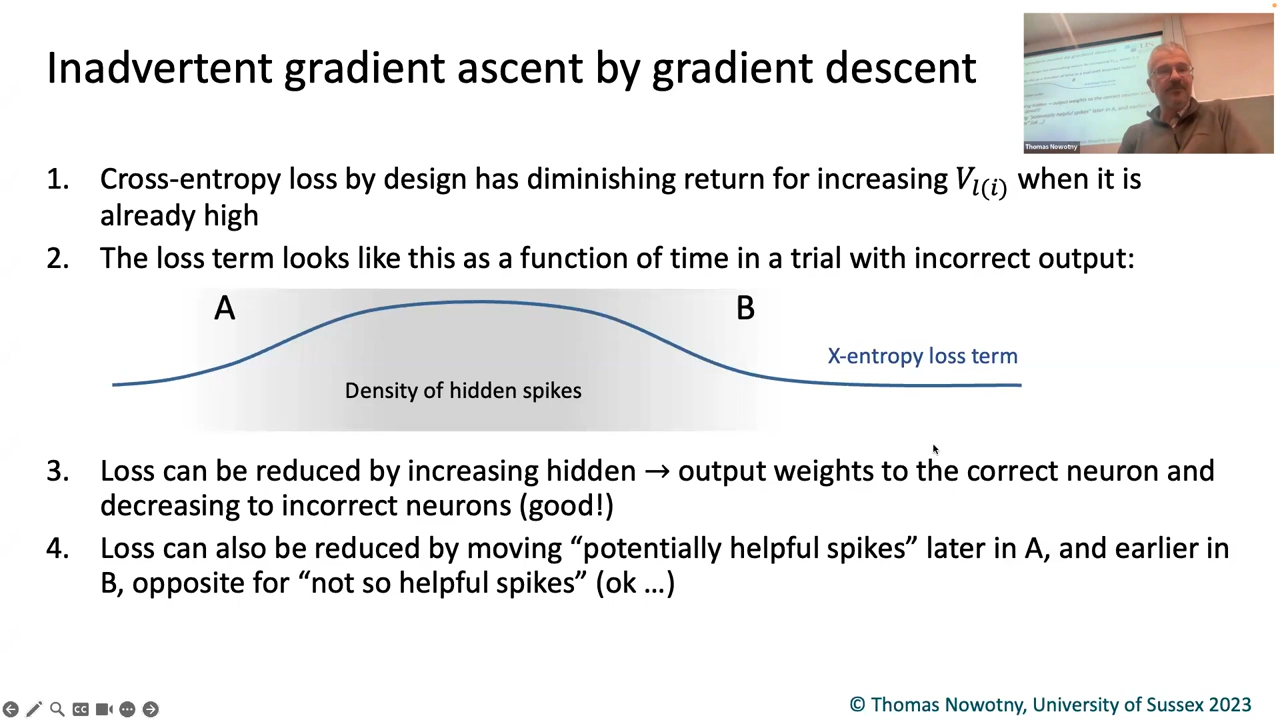 Inadvertent gradient ascent by gradient descent
Thomas Nowotny
1. Cross-entropy loss by design has diminishing return for increasing V_{l(i)} when it is
already high
2. The loss term looks like this as a function of time in a trial with incorrect output:
A
B
X-entropy loss term
Density of hidden spikes
3. Loss can be reduced by increasing hidden → output weights to the correct neuron and
decreasing to incorrect neurons (good!)
4. Loss can also be reduced by moving “potentially helpful spikes” later in A, and earlier in
B, opposite for “not so helpful spikes” (ok …)
CC
© Thomas Nowotny, University of Sussex 2023